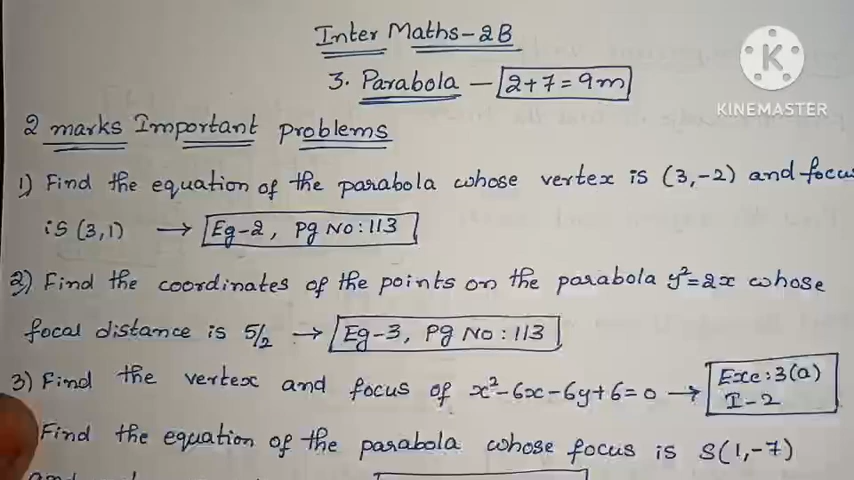 Inter Maths-2B
K
KINEMASTER
3. Parabola — 2+7=9m
2 marks Important problems
1) Find the equation of the parabola whose vertex is (3,-2) and focus
is (3,1) → Eg-2, Pg No:113
2) Find the coordinates of the points on the parabola y²=2x whose
focal distance is 5/2 → Eg-3, Pg No:113
3) Find the vertex and focus of x²-6x-6y+6=0 → Exe:3(a)
I-2
Find the equation of the parabola whose focus is S(1,-7)